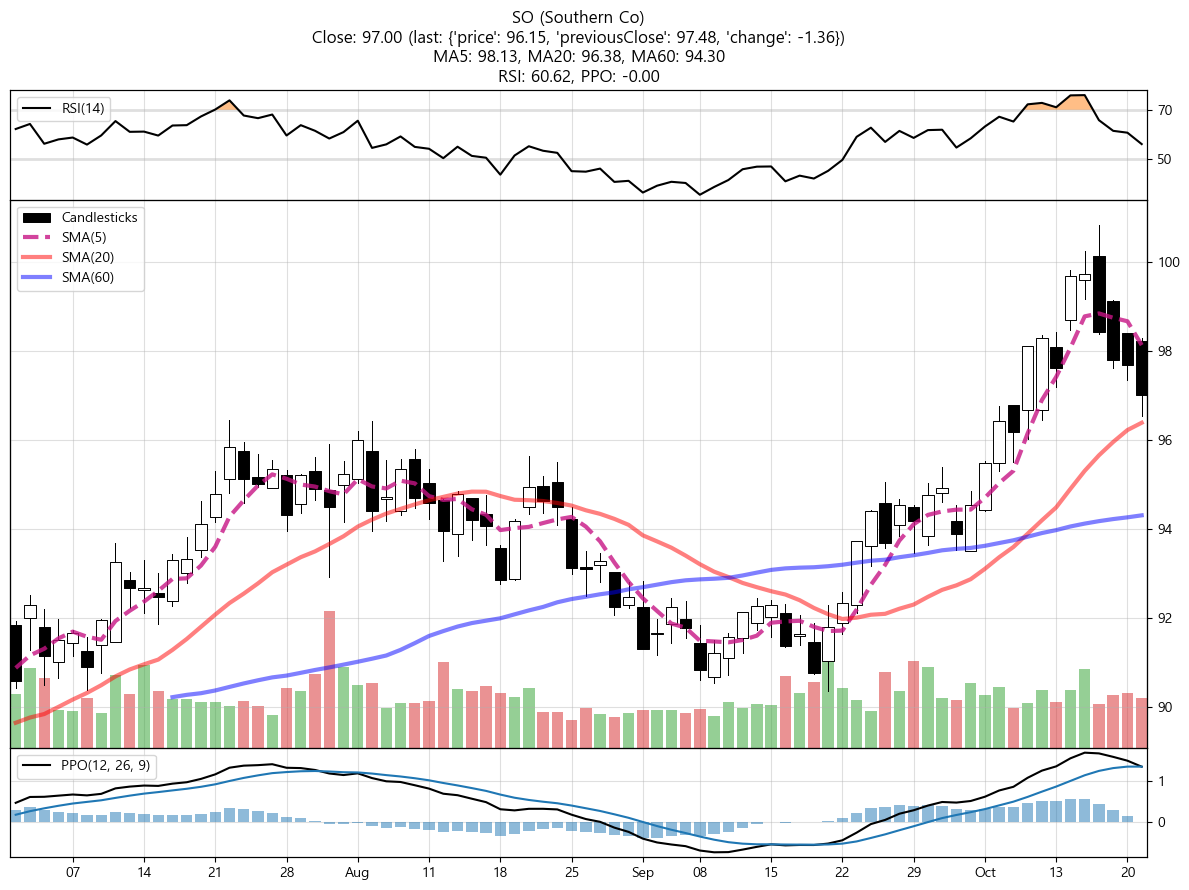 SO (Southern Co)
Close: 97.00 (last: {'price': 96.15, 'previousClose': 97.48, 'change': -1.36})
MA5: 98.13, MA20: 96.38, MA60: 94.30
RSI: 60.62, PPO: -0.00
RSI(14)
70
50
Candlesticks
SMA(5)
SMA(20)
SMA(60)
100
98
96
94
92
90
PPO(12, 26, 9)
1
0
07 14 21 28 Aug 11 18 25 Sep 08 15 22 29 Oct 13 20